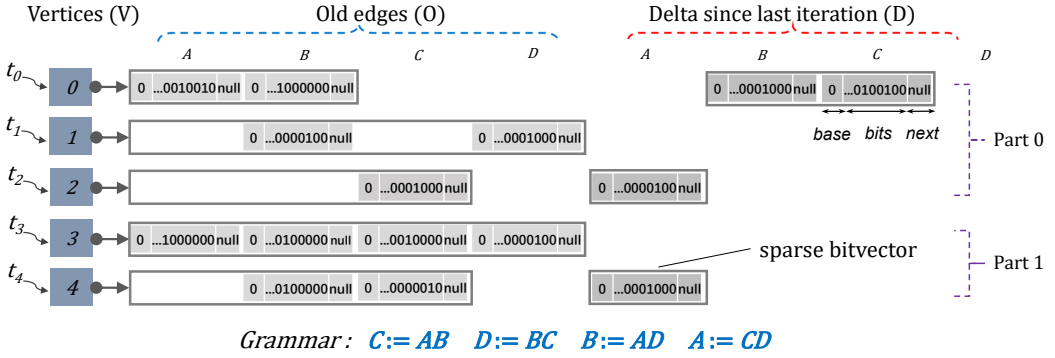 Vertices (V) Old edges (O) Delta since last iteration (D)
A B C D A B C D
t0 0 0 ...0010010 null 0 ...1000000 null 0 ...0001000 null 0 ...0100100 null
base bits next
t1 1 0 ...0000100 null 0 ...0001000 null
Part 0
t2 2 0 ...0001000 null 0 ...0000100 null
t3 3 0 ...1000000 null 0 ...0100000 null 0 ...0010000 null 0 ...0000100 null
sparse bitvector
Part 1
t4 4 0 ...0100000 null 0 ...0000010 null 0 ...0001000 null
Grammar : C := AB D := BC B := AD A := CD